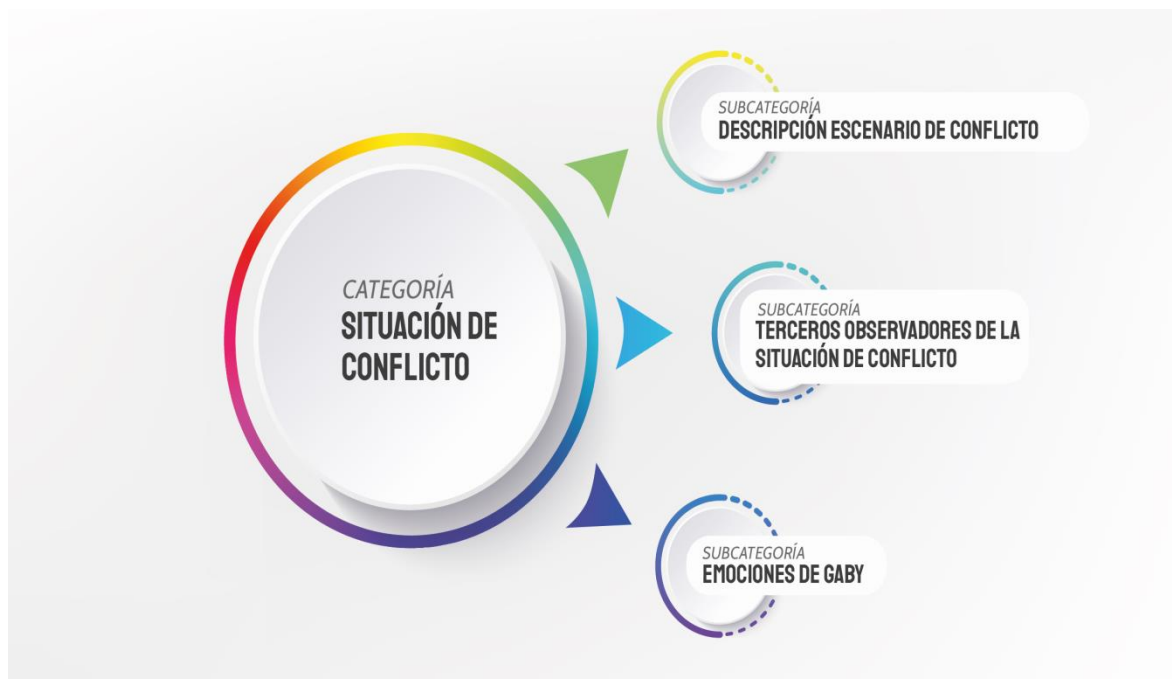 CATEGORÍA
SITUACIÓN DE
CONFLICTO
SUBCATEGORÍA
DESCRIPCIÓN ESCENARIO DE CONFLICTO
SUBCATEGORÍA
TERCEROS OBSERVADORES DE LA
SITUACIÓN DE CONFLICTO
SUBCATEGORÍA
EMOCIONES DE GABY